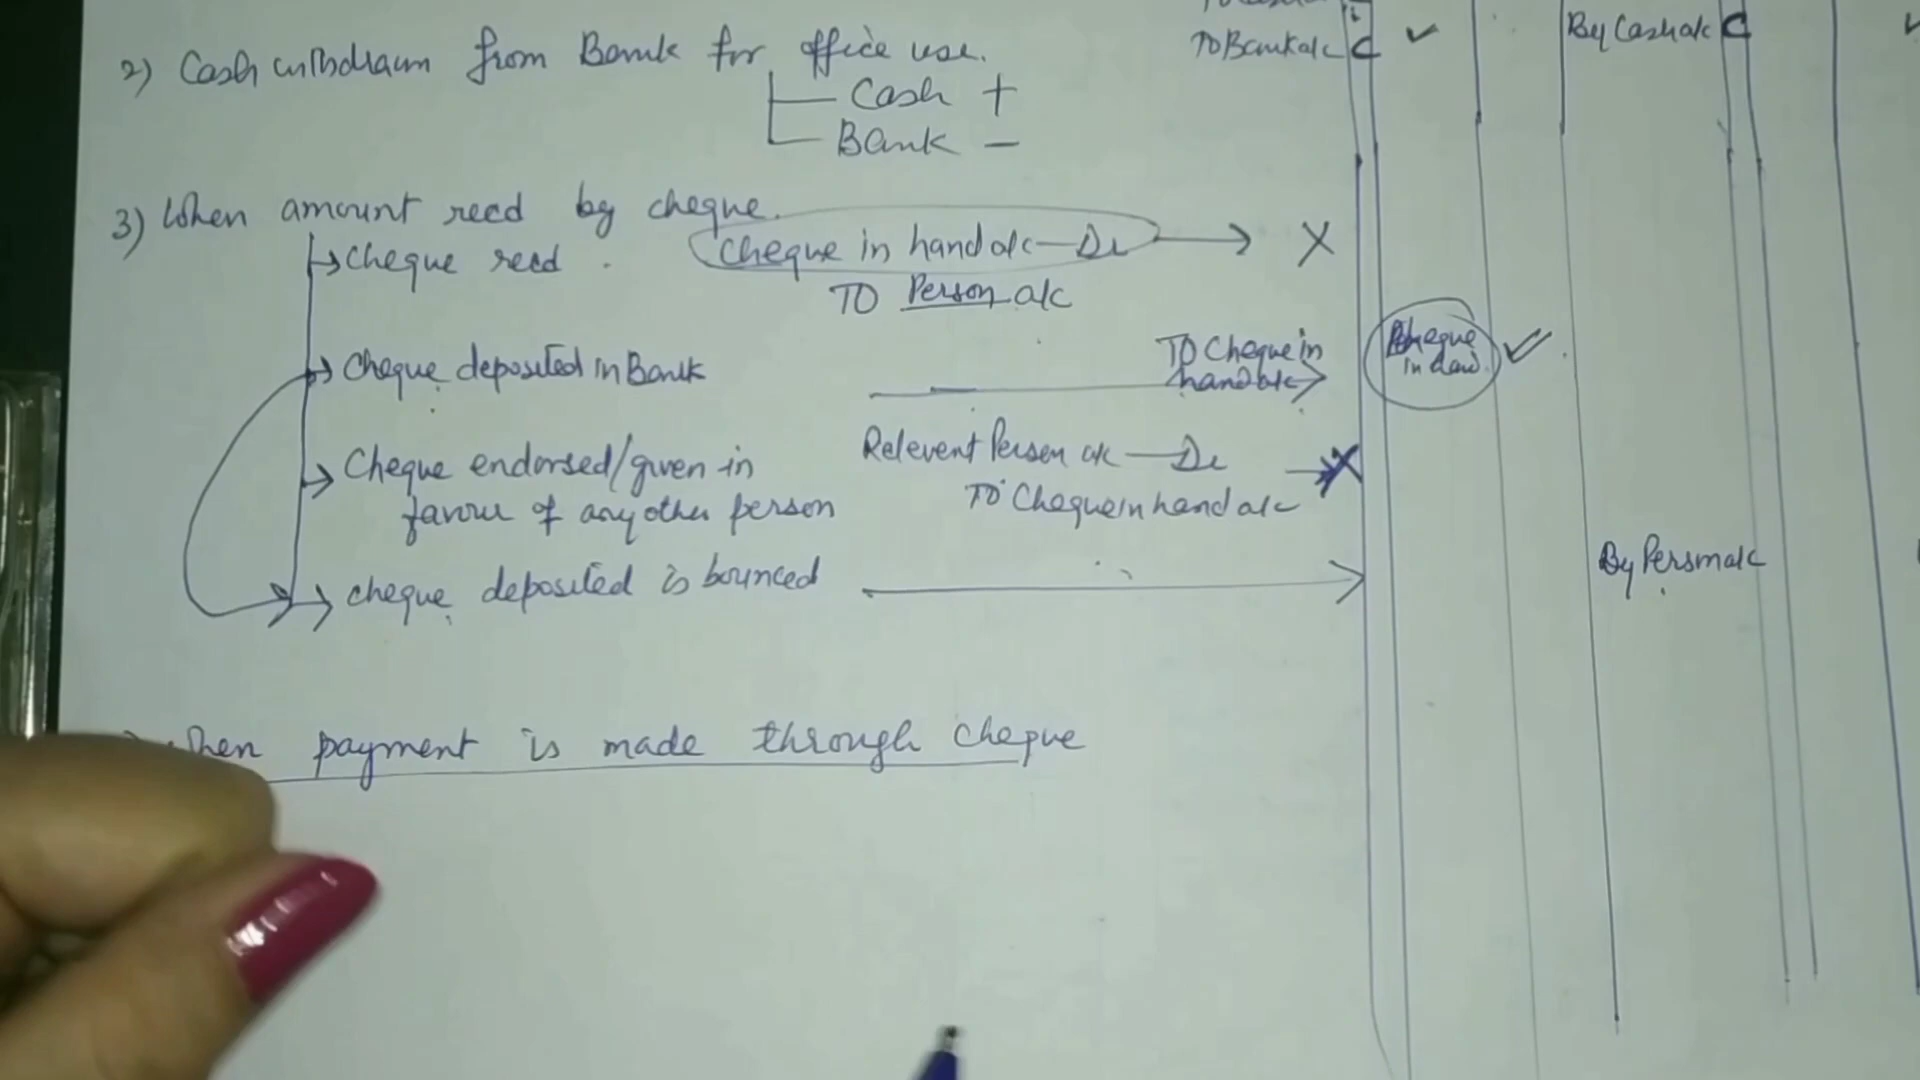 To Bank a/c C ✓
By Cash a/c C
2) Cash withdrawn from Bank for office use.
Cash +
Bank −
3) When amount recd by cheque.
→ Cheque recd. Cheque in hand a/c — Dr → X
To Person a/c
→ Cheque deposited in Bank
To Cheque in
hand a/c
Cheque
in hand
→ Cheque endorsed/given in
favour of any other person
Relevent Person a/c — Dr → X
To Cheque in hand a/c
→ cheque deposited is bounced
By Person a/c
When payment is made through cheque